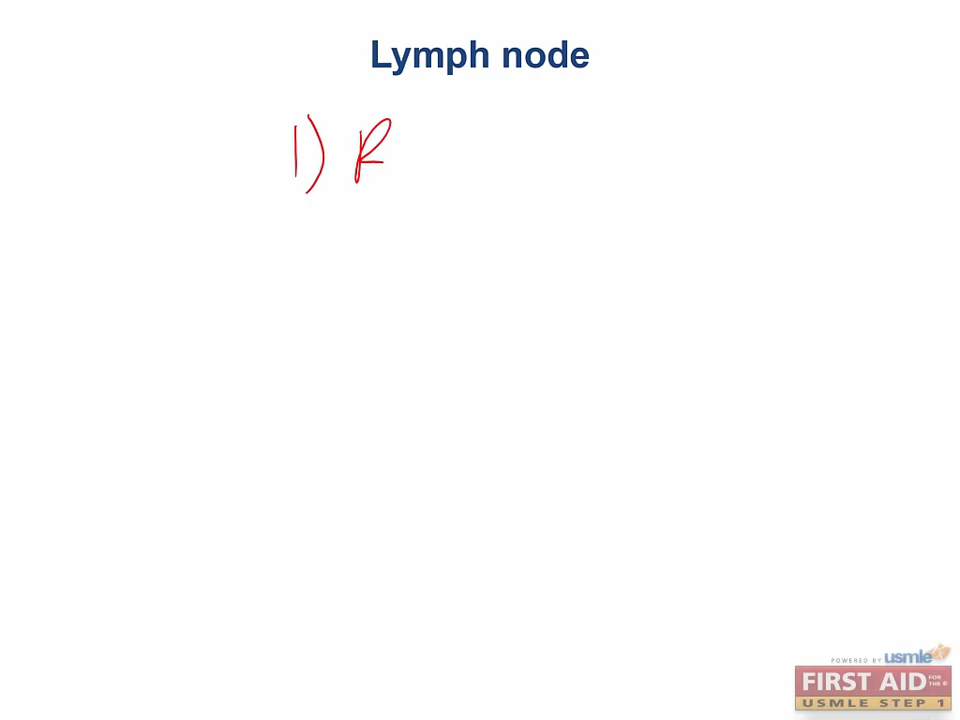 Lymph node
1) R
POWERED BY usmle
FIRST AID FOR THE®
USMLE STEP 1